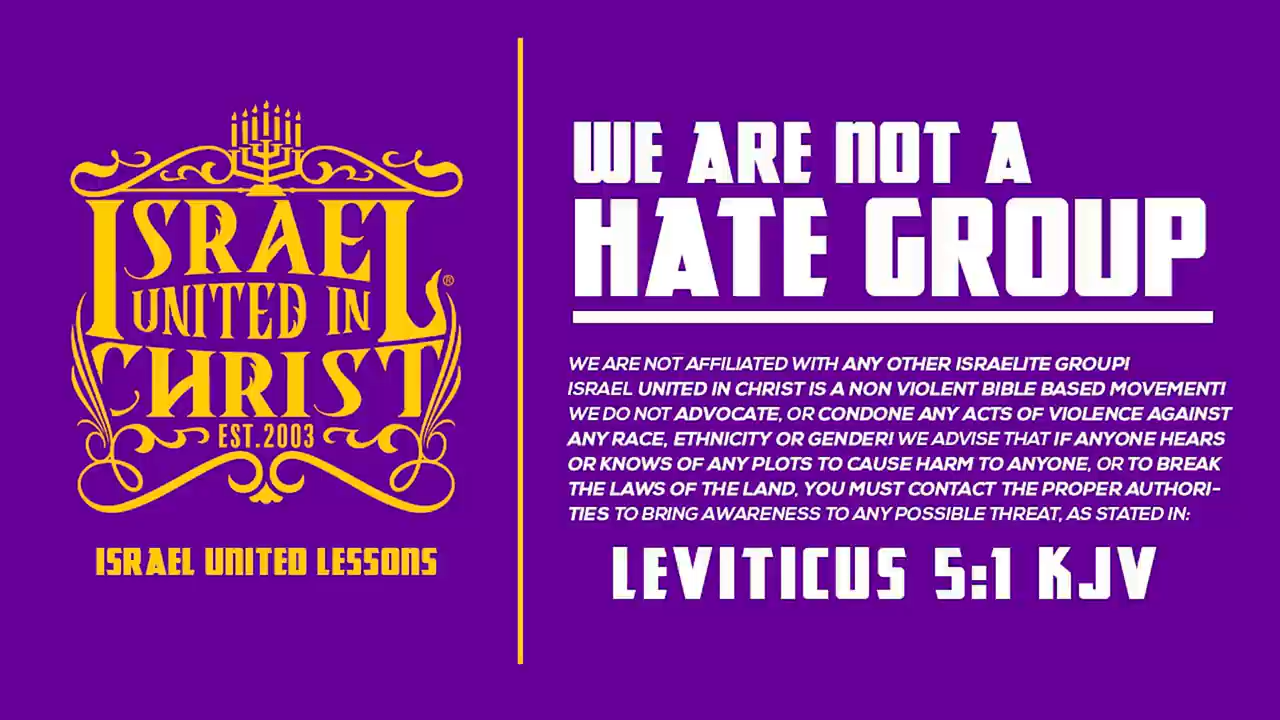 ISRAEL
UNITED IN
CHRIST
®
EST.2003
ISRAEL UNITED LESSONS
WE ARE NOT A
HATE GROUP
WE ARE NOT AFFILIATED WITH ANY OTHER ISRAELITE GROUP!
ISRAEL UNITED IN CHRIST IS A NON VIOLENT BIBLE BASED MOVEMENT!
WE DO NOT ADVOCATE, OR CONDONE ANY ACTS OF VIOLENCE AGAINST
ANY RACE, ETHNICITY OR GENDER! WE ADVISE THAT IF ANYONE HEARS
OR KNOWS OF ANY PLOTS TO CAUSE HARM TO ANYONE, OR TO BREAK
THE LAWS OF THE LAND, YOU MUST CONTACT THE PROPER AUTHORI-
TIES TO BRING AWARENESS TO ANY POSSIBLE THREAT, AS STATED IN:
LEVITICUS 5:1 KJV